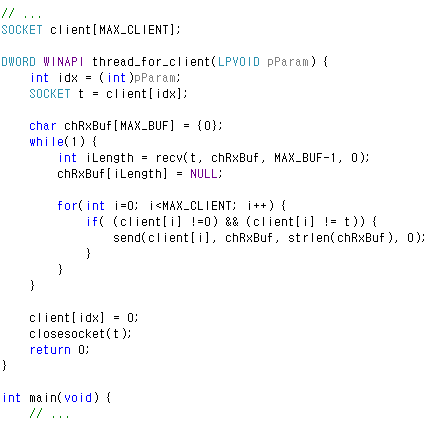 // ...
SOCKET client[MAX_CLIENT];
DWORD WINAPI thread_for_client(LPVOID pParam) {
int idx = (int)pParam;
SOCKET t = client[idx];
char chRxBuf[MAX_BUF] = {0};
while(1) {
int iLength = recv(t, chRxBuf, MAX_BUF-1, 0);
chRxBuf[iLength] = NULL;
for(int i=0; i<MAX_CLIENT; i++) {
if( (client[i] !=0) && (client[i] != t)) {
send(client[i], chRxBuf, strlen(chRxBuf), 0);
}
}
}
client[idx] = 0;
closesocket(t);
return 0;
}
int main(void) {
// ...